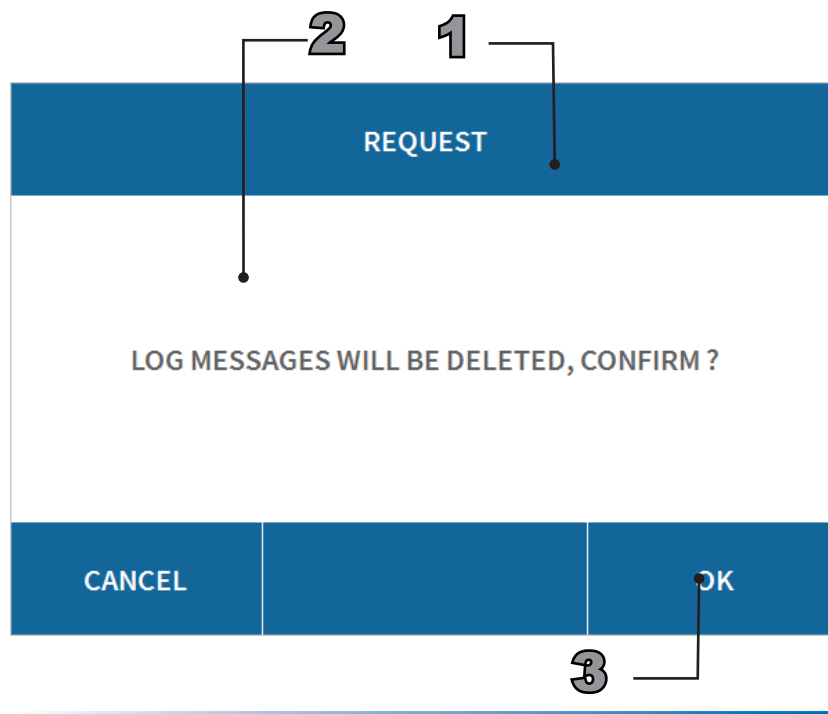 2 1
REQUEST
LOG MESSAGES WILL BE DELETED, CONFIRM ?
CANCEL OK
3